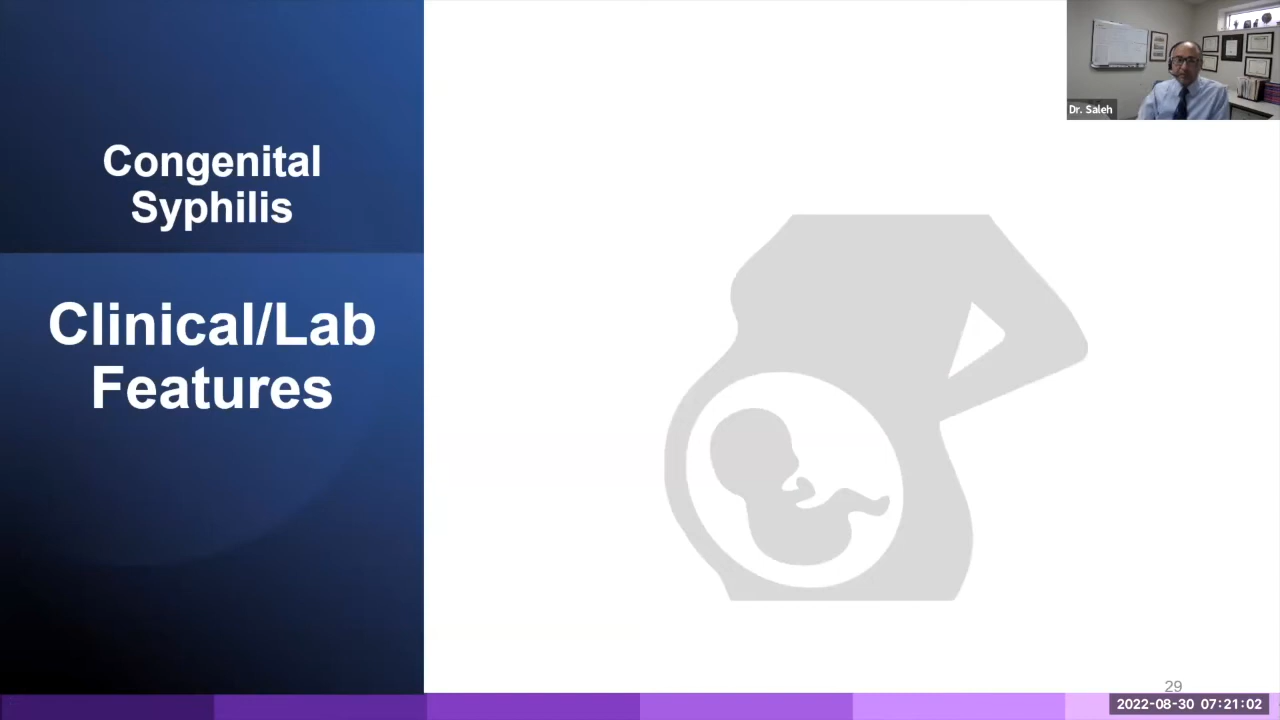 Congenital
Syphilis
Clinical/Lab
Features
Dr. Saleh
29
2022-08-30 07:21:02